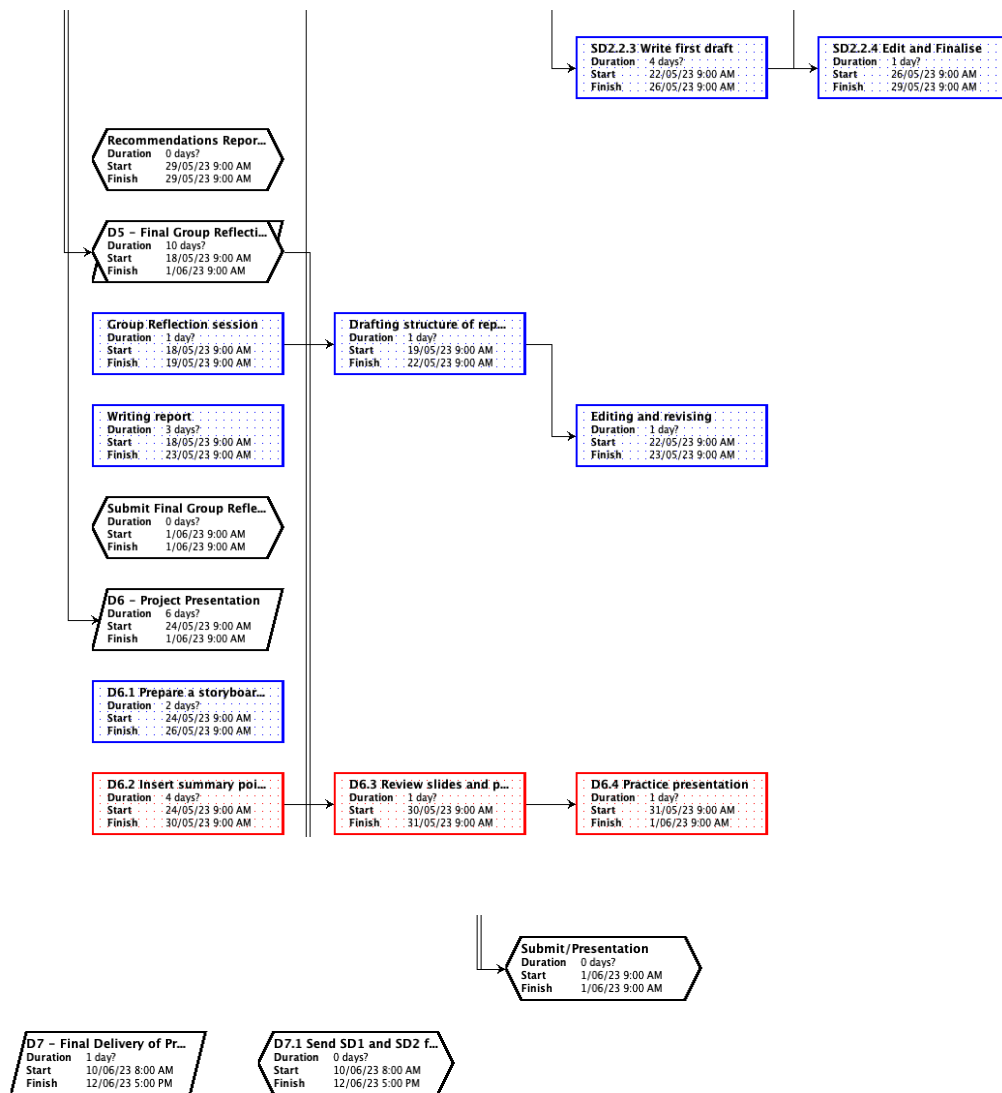 SD2.2.3 Write first draft
Duration 4 days?
Start 22/05/23 9:00 AM
Finish 26/05/23 9:00 AM
SD2.2.4 Edit and Finalise
Duration 1 day?
Start 26/05/23 9:00 AM
Finish 29/05/23 9:00 AM
Recommendations Repor...
Duration 0 days?
Start 29/05/23 9:00 AM
Finish 29/05/23 9:00 AM
D5 - Final Group Reflecti...
Duration 10 days?
Start 18/05/23 9:00 AM
Finish 1/06/23 9:00 AM
Group Reflection session
Duration 1 day?
Start 18/05/23 9:00 AM
Finish 19/05/23 9:00 AM
Drafting structure of rep...
Duration 1 day?
Start 19/05/23 9:00 AM
Finish 22/05/23 9:00 AM
Writing report
Duration 3 days?
Start 18/05/23 9:00 AM
Finish 23/05/23 9:00 AM
Editing and revising
Duration 1 day?
Start 22/05/23 9:00 AM
Finish 23/05/23 9:00 AM
Submit Final Group Refle...
Duration 0 days?
Start 1/06/23 9:00 AM
Finish 1/06/23 9:00 AM
D6 - Project Presentation
Duration 6 days?
Start 24/05/23 9:00 AM
Finish 1/06/23 9:00 AM
D6.1 Prepare a storyboar...
Duration 2 days?
Start 24/05/23 9:00 AM
Finish 26/05/23 9:00 AM
D6.2 Insert summary poi...
Duration 4 days?
Start 24/05/23 9:00 AM
Finish 30/05/23 9:00 AM
D6.3 Review slides and p...
Duration 1 day?
Start 30/05/23 9:00 AM
Finish 31/05/23 9:00 AM
D6.4 Practice presentation
Duration 1 day?
Start 31/05/23 9:00 AM
Finish 1/06/23 9:00 AM
Submit/Presentation
Duration 0 days?
Start 1/06/23 9:00 AM
Finish 1/06/23 9:00 AM
D7 - Final Delivery of Pr...
Duration 1 day?
Start 10/06/23 8:00 AM
Finish 12/06/23 5:00 PM
D7.1 Send SD1 and SD2 f...
Duration 0 days?
Start 10/06/23 8:00 AM
Finish 12/06/23 5:00 PM